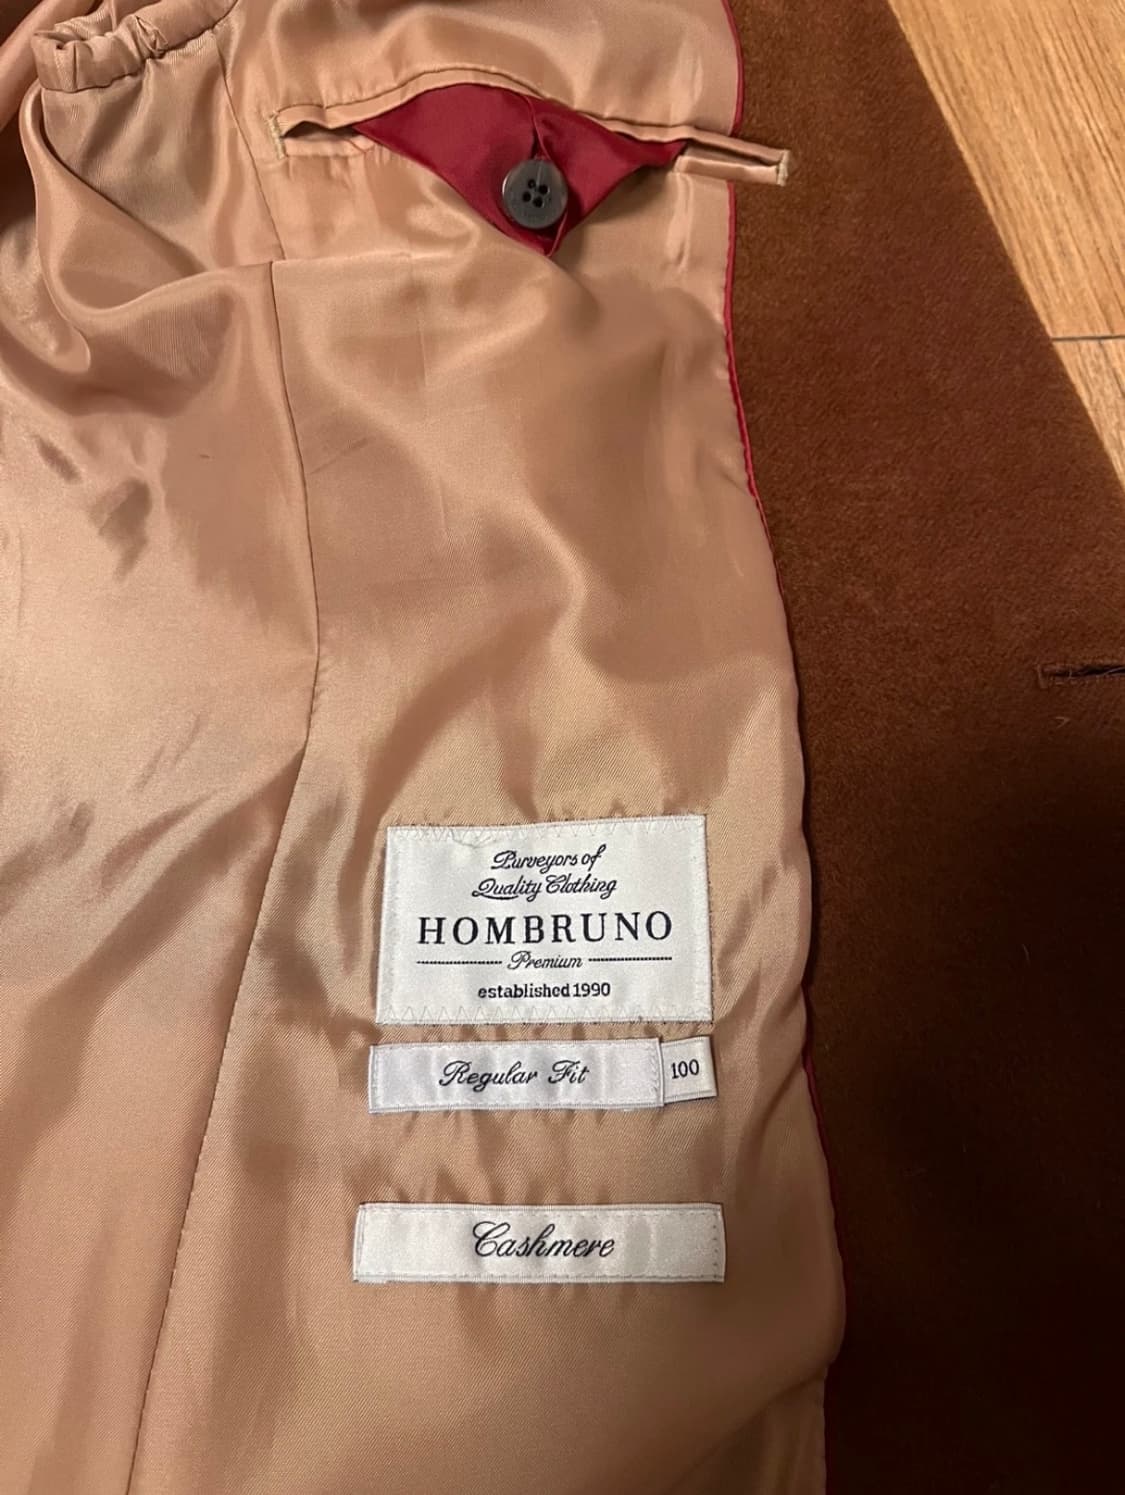 Purveyors of
Quality Clothing
HOMBRUNO
Premium
established 1990
Regular Fit
100
Cashmere